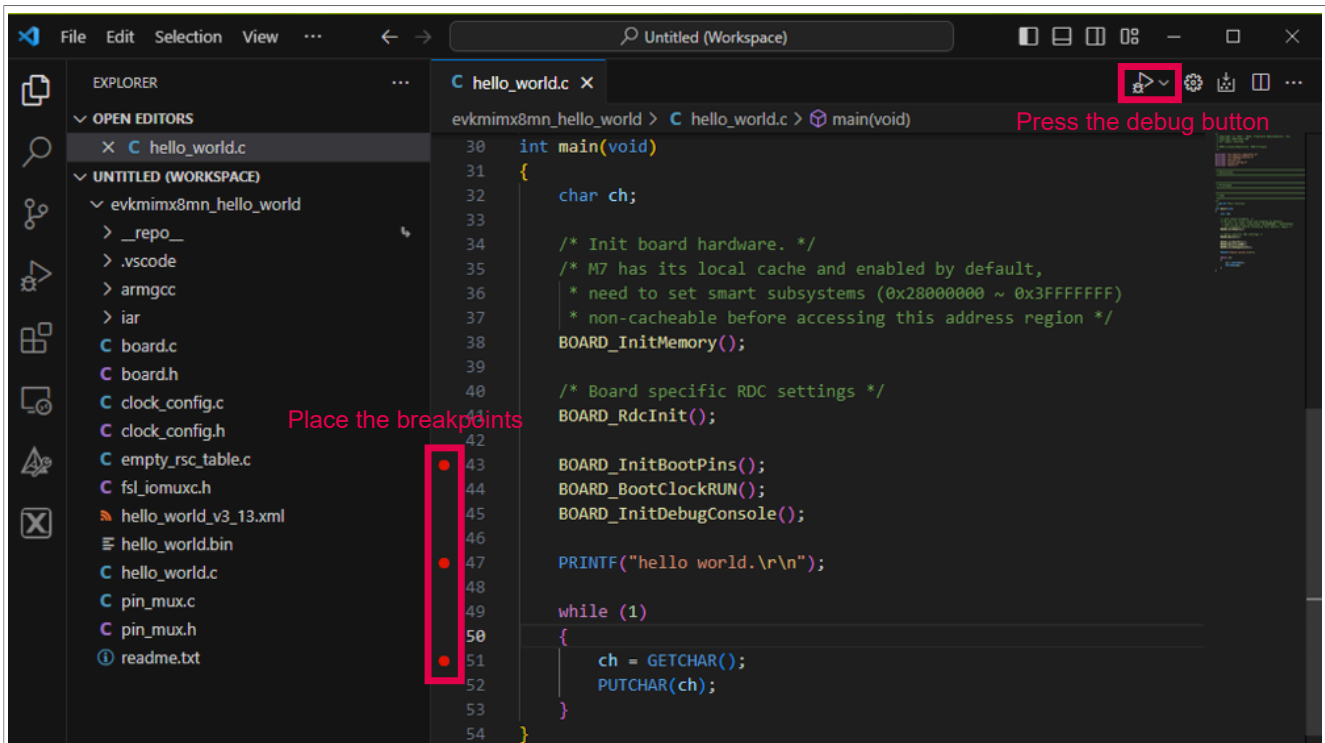 File Edit Selection View ··· ← → Untitled (Workspace)
EXPLORER ···
OPEN EDITORS
× C hello_world.c
UNTITLED (WORKSPACE)
evkmimx8mn_hello_world
> __repo__
> .vscode
> armgcc
> iar
C board.c
C board.h
C clock_config.c
C clock_config.h
C empty_rsc_table.c
C fsl_iomuxc.h
hello_world_v3_13.xml
hello_world.bin
C hello_world.c
C pin_mux.c
C pin_mux.h
readme.txt
C hello_world.c ×
evkmimx8mn_hello_world > C hello_world.c > main(void)
Press the debug button
Place the breakpoints
30 int main(void)
31 {
32 char ch;
33
34 /* Init board hardware. */
35 /* M7 has its local cache and enabled by default,
36 * need to set smart subsystems (0x28000000 ~ 0x3FFFFFFF)
37 * non-cacheable before accessing this address region */
38 BOARD_InitMemory();
39
40 /* Board specific RDC settings */
41 BOARD_RdcInit();
42
43 BOARD_InitBootPins();
44 BOARD_BootClockRUN();
45 BOARD_InitDebugConsole();
46
47 PRINTF("hello world.\r\n");
48
49 while (1)
50 {
51 ch = GETCHAR();
52 PUTCHAR(ch);
53 }
54 }